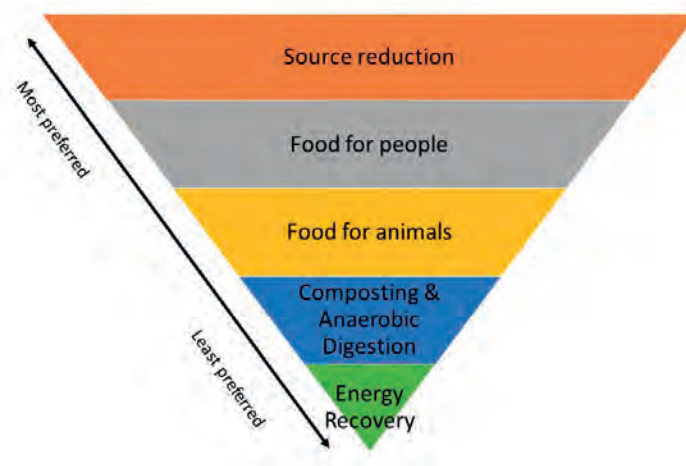 Source reduction
Most preferred
Food for people
Food for animals
Composting &
Anaerobic
Digestion
Least preferred
Energy
Recovery